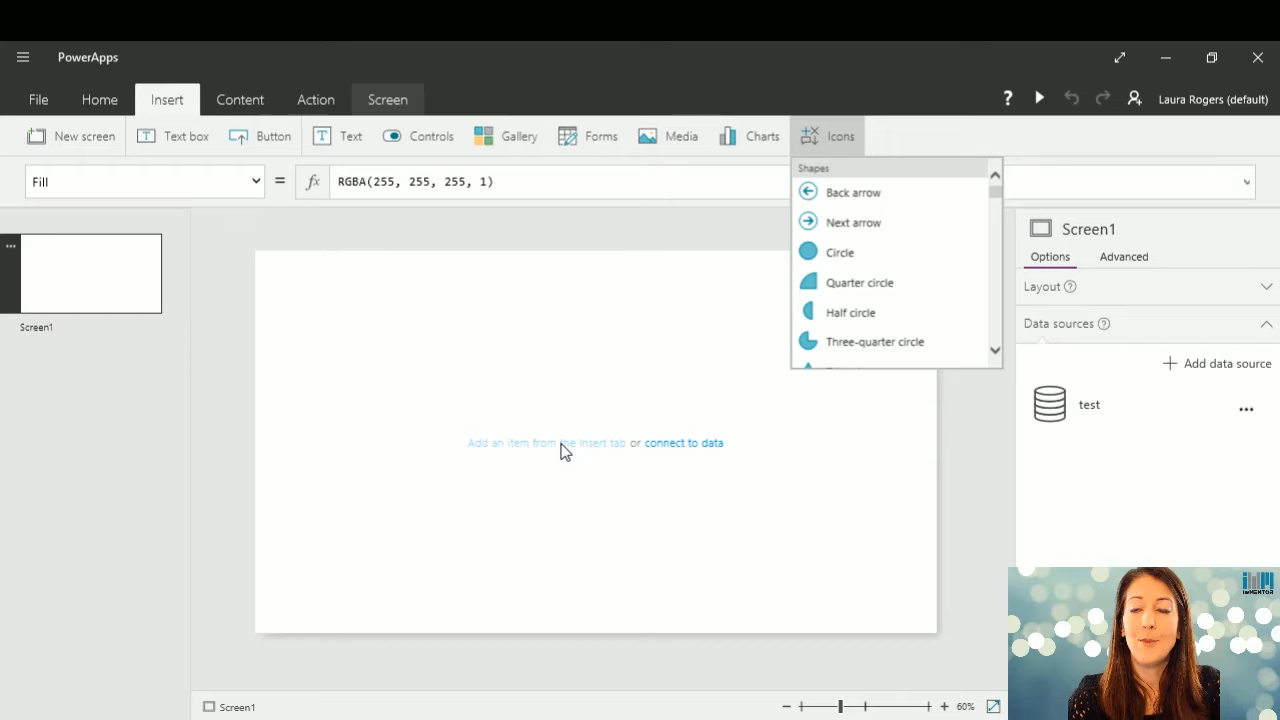 PowerApps
File Home Insert Content Action Screen ? Laura Rogers (default)
New screen Text box Button Text Controls Gallery Forms Media Charts Icons
Fill = fx RGBA(255, 255, 255, 1)
Shapes
Back arrow
Next arrow
Circle
Quarter circle
Half circle
Three-quarter circle
Screen1
Add an item from the Insert tab or connect to data
Screen1
Options Advanced
Layout ?
Data sources ?
+ Add data source
test
Screen1
60%